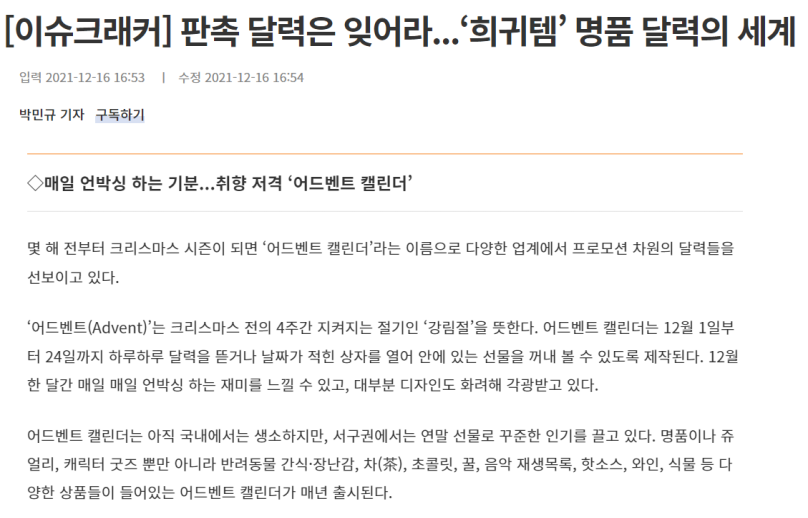 [이슈크래커] 판촉 달력은 잊어라...‘희귀템’ 명품 달력의 세계
입력 2021-12-16 16:53 | 수정 2021-12-16 16:54
박민규 기자 구독하기
◇매일 언박싱 하는 기분...취향 저격 ‘어드벤트 캘린더’
몇 해 전부터 크리스마스 시즌이 되면 ‘어드벤트 캘린더’라는 이름으로 다양한 업계에서 프로모션 차원의 달력들을
선보이고 있다.
‘어드벤트(Advent)’는 크리스마스 전의 4주간 지켜지는 절기인 ‘강림절’을 뜻한다. 어드벤트 캘린더는 12월 1일부
터 24일까지 하루하루 달력을 뜯거나 날짜가 적힌 상자를 열어 안에 있는 선물을 꺼내 볼 수 있도록 제작된다. 12월
한 달간 매일 매일 언박싱 하는 재미를 느낄 수 있고, 대부분 디자인도 화려해 각광받고 있다.
어드벤트 캘린더는 아직 국내에서는 생소하지만, 서구권에서는 연말 선물로 꾸준한 인기를 끌고 있다. 명품이나 쥬
얼리, 캐릭터 굿즈 뿐만 아니라 반려동물 간식·장난감, 차(茶), 초콜릿, 꿀, 음악 재생목록, 핫소스, 와인, 식물 등 다
양한 상품들이 들어있는 어드벤트 캘린더가 매년 출시된다.